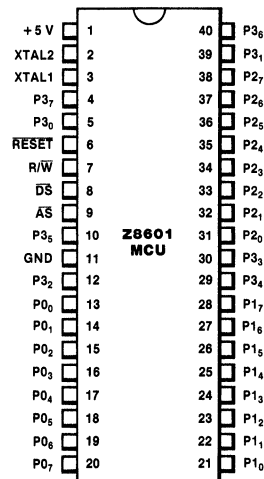 +5 V 1 40 P3₆
XTAL2 2 39 P3₁
XTAL1 3 38 P2₇
P3₇ 4 37 P2₆
P3₀ 5 36 P2₅
R̅E̅S̅E̅T̅ 6 35 P2₄
R/W̅ 7 34 P2₃
D̅S̅ 8 33 P2₂
A̅S̅ 9 32 P2₁
P3₅ 10 Z8601 31 P2₀
GND 11 MCU 30 P3₃
P3₂ 12 29 P3₄
P0₀ 13 28 P1₇
P0₁ 14 27 P1₆
P0₂ 15 26 P1₅
P0₃ 16 25 P1₄
P0₄ 17 24 P1₃
P0₅ 18 23 P1₂
P0₆ 19 22 P1₁
P0₇ 20 21 P1₀